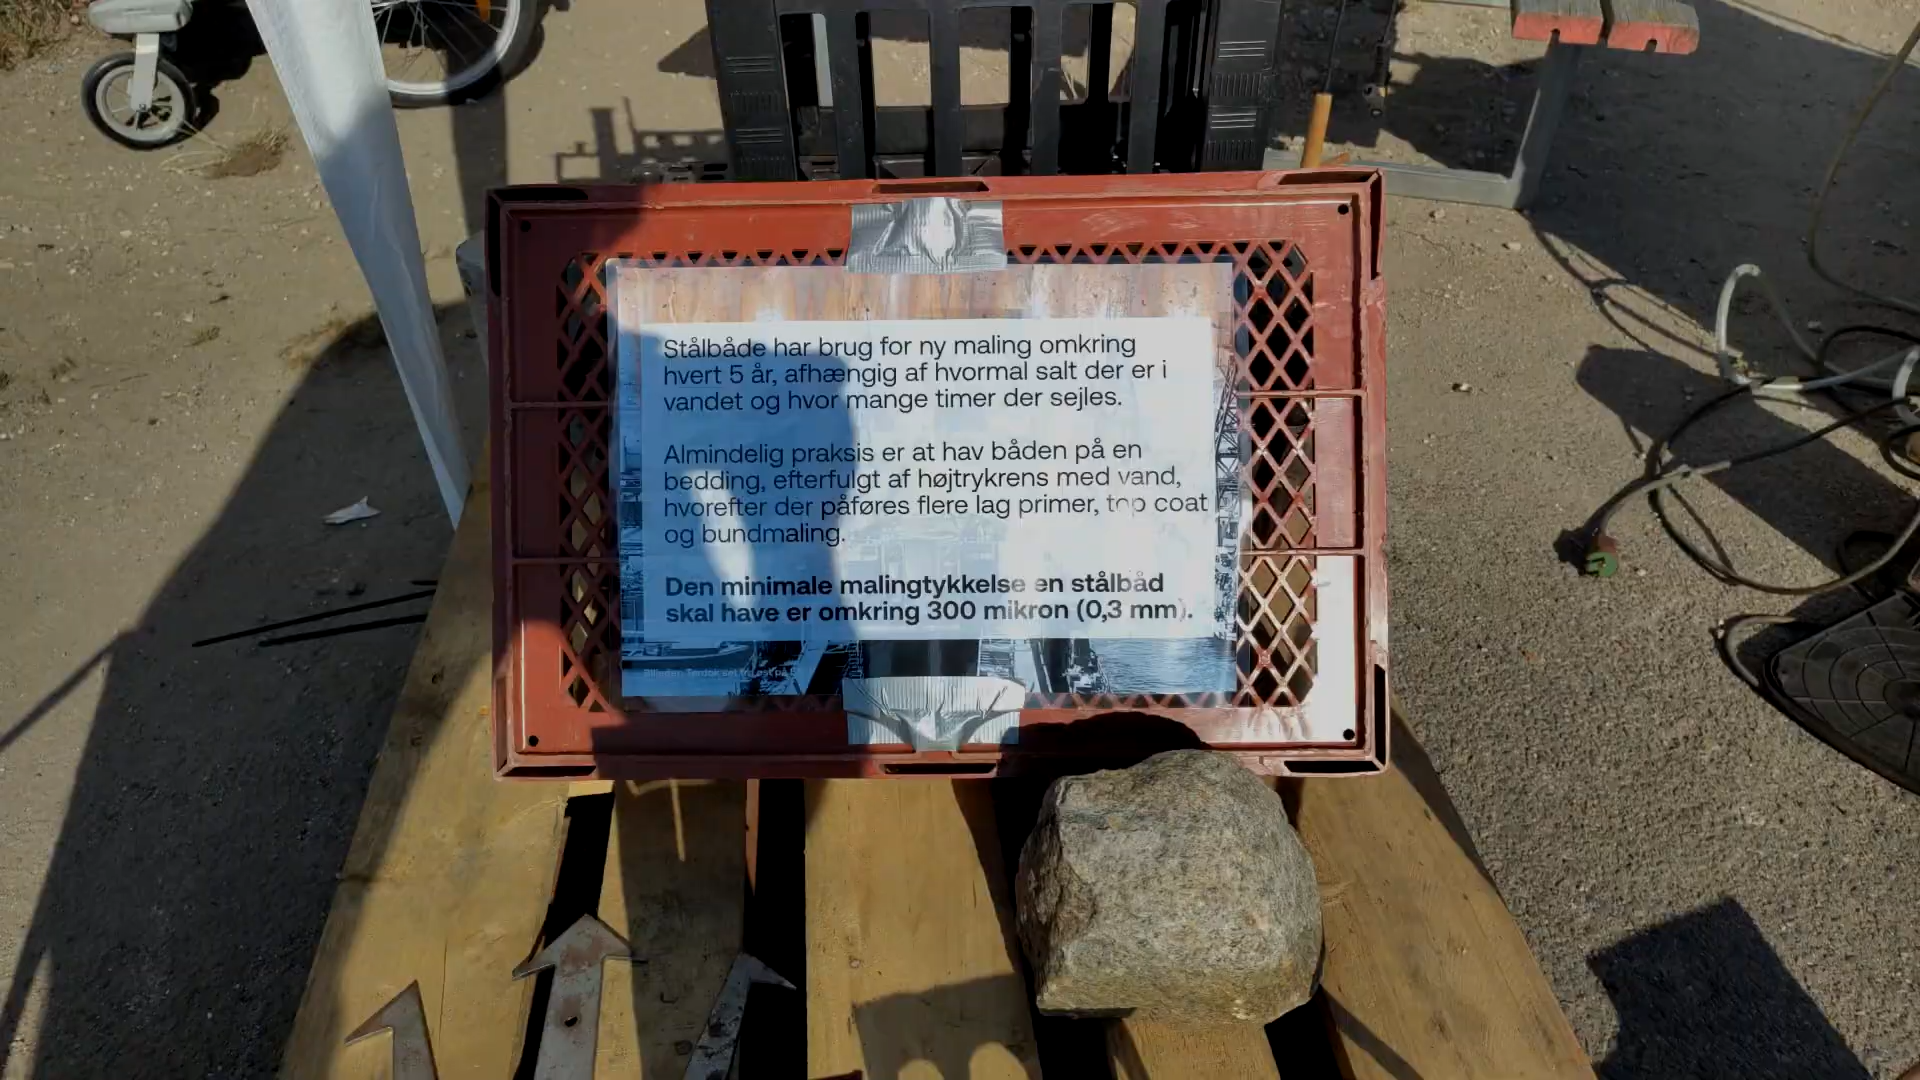 Stålbåde har brug for ny maling omkring
hvert 5 år, afhængig af hvormal salt der er i
vandet og hvor mange timer der sejles.
Almindelig praksis er at hav båden på en
bedding, efterfulgt af højtrykrens med vand,
hvorefter der påføres flere lag primer, top coat
og bundmaling.
Den minimale malingtykkelse en stålbåd
skal have er omkring 300 mikron (0,3 mm).